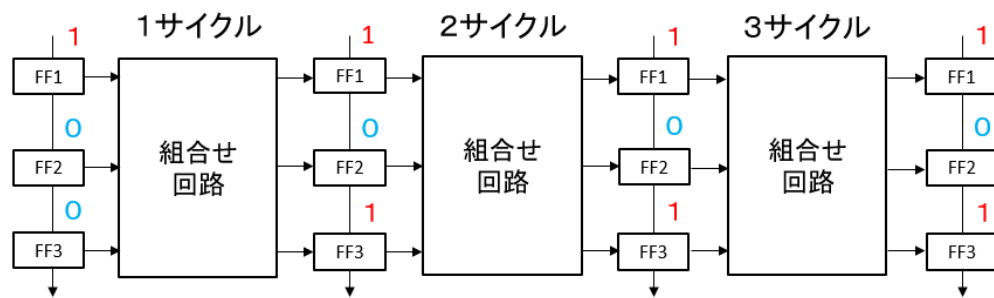 1サイクル 2サイクル 3サイクル
1 1 1 1
FF1 FF1 FF1 FF1
0 0 0 0
組合せ 組合せ 組合せ
回路 回路 回路
FF2 FF2 FF2 FF2
0 1 1 1
FF3 FF3 FF3 FF3